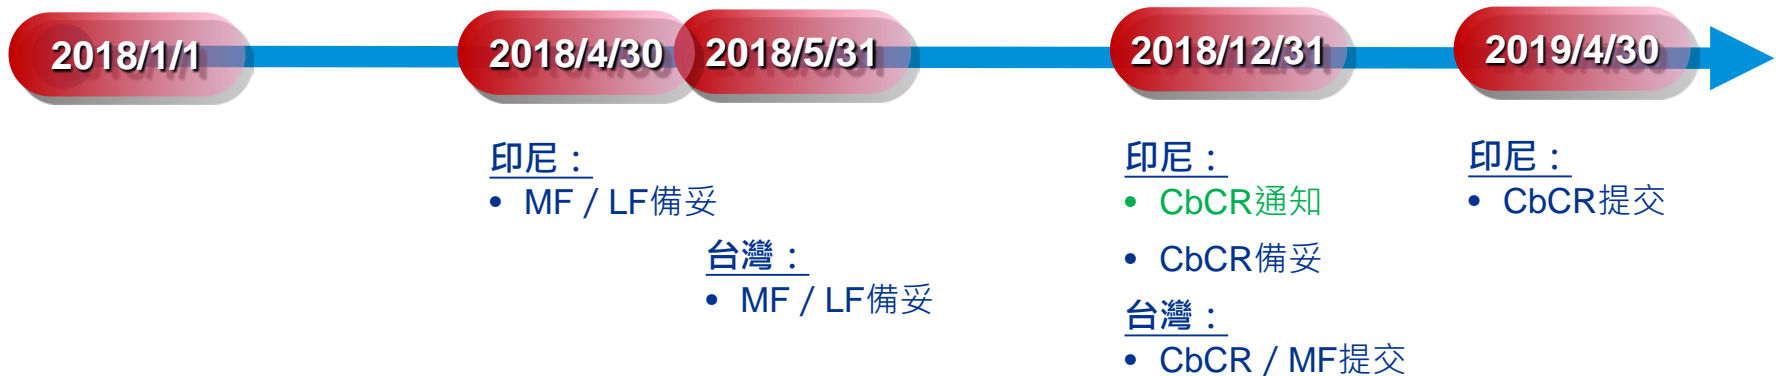 2018/1/1
2018/4/30
2018/5/31
2018/12/31
2019/4/30
印尼：
• MF / LF備妥
台灣：
• MF / LF備妥
印尼：
• CbCR通知
• CbCR備妥
台灣：
• CbCR / MF提交
印尼：
• CbCR提交